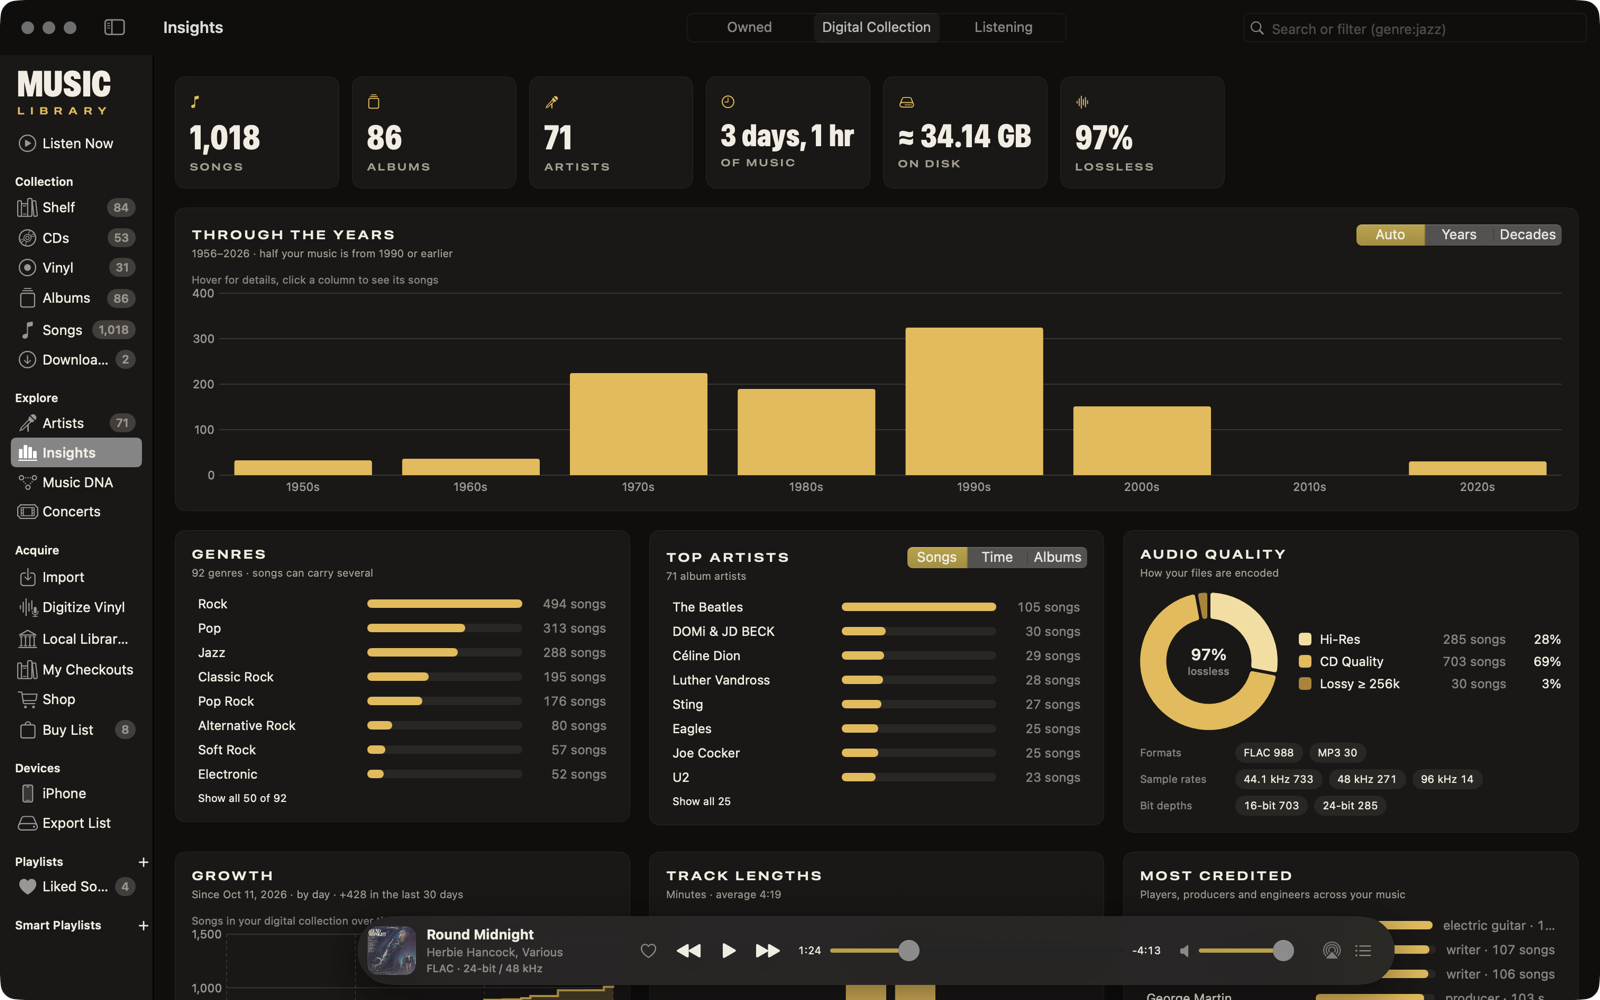 Insights
Owned
Digital Collection
Listening
Search or filter (genre:jazz)
MUSIC
LIBRARY
Listen Now
Collection
Shelf 84
CDs 53
Vinyl 31
Albums 86
Songs 1,018
Downloa... 2
Explore
Artists 71
Insights
Music DNA
Concerts
Acquire
Import
Digitize Vinyl
Local Librar...
My Checkouts
Shop
Buy List 8
Devices
iPhone
Export List
Playlists +
Liked So... 4
Smart Playlists +
1,018
SONGS
86
ALBUMS
71
ARTISTS
3 days, 1 hr
OF MUSIC
≈ 34.14 GB
ON DISK
97%
LOSSLESS
THROUGH THE YEARS
1956–2026 · half your music is from 1990 or earlier
Auto Years Decades
Hover for details, click a column to see its songs
400
300
200
100
0
1950s 1960s 1970s 1980s 1990s 2000s 2010s 2020s
GENRES
92 genres · songs can carry several
Rock 494 songs
Pop 313 songs
Jazz 288 songs
Classic Rock 195 songs
Pop Rock 176 songs
Alternative Rock 80 songs
Soft Rock 57 songs
Electronic 52 songs
Show all 50 of 92
TOP ARTISTS
71 album artists
Songs Time Albums
The Beatles 105 songs
DOMi & JD BECK 30 songs
Céline Dion 29 songs
Luther Vandross 28 songs
Sting 27 songs
Eagles 25 songs
Joe Cocker 25 songs
U2 23 songs
Show all 25
AUDIO QUALITY
How your files are encoded
97%
lossless
Hi-Res 285 songs 28%
CD Quality 703 songs 69%
Lossy ≥ 256k 30 songs 3%
Formats FLAC 988 MP3 30
Sample rates 44.1 kHz 733 48 kHz 271 96 kHz 14
Bit depths 16-bit 703 24-bit 285
GROWTH
Since Oct 11, 2026 · by day · +428 in the last 30 days
Songs in your digital collection over
1,500
1,000
TRACK LENGTHS
Minutes · average 4:19
MOST CREDITED
Players, producers and engineers across your music
electric guitar · 1...
writer · 107 songs
writer · 106 songs
George Martin producer · 103 s...
Round Midnight
Herbie Hancock, Various
FLAC · 24-bit / 48 kHz
1:24
-4:13